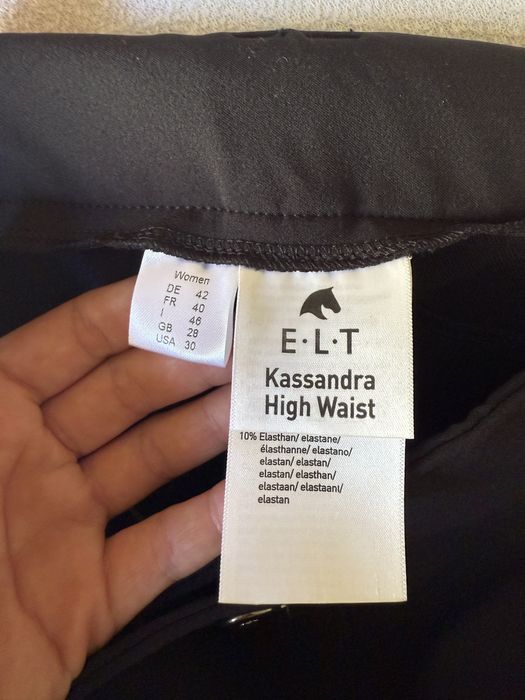 Women
DE 42
FR 40
I 46
GB 28
USA 30
E·L·T
Kassandra
High Waist
10% Elasthan/ elastane/
élasthanne/ elastano/
elastan/ elastan/
elastan/ elasthan/
elastaan/ elastaani/
elastan